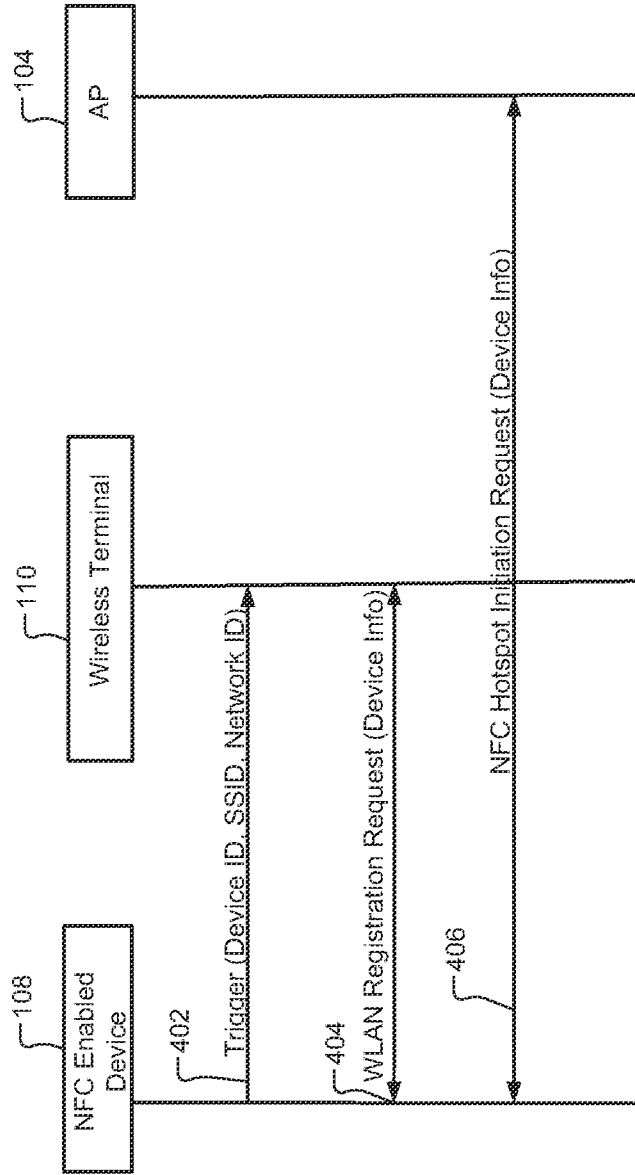 108
NFC Enabled
Device
110
Wireless Terminal
104
AP
402
Trigger (Device ID, SSID, Network ID)
404
WLAN Registration Request (Device Info)
406
NFC Hotspot Initiation Request (Device Info)